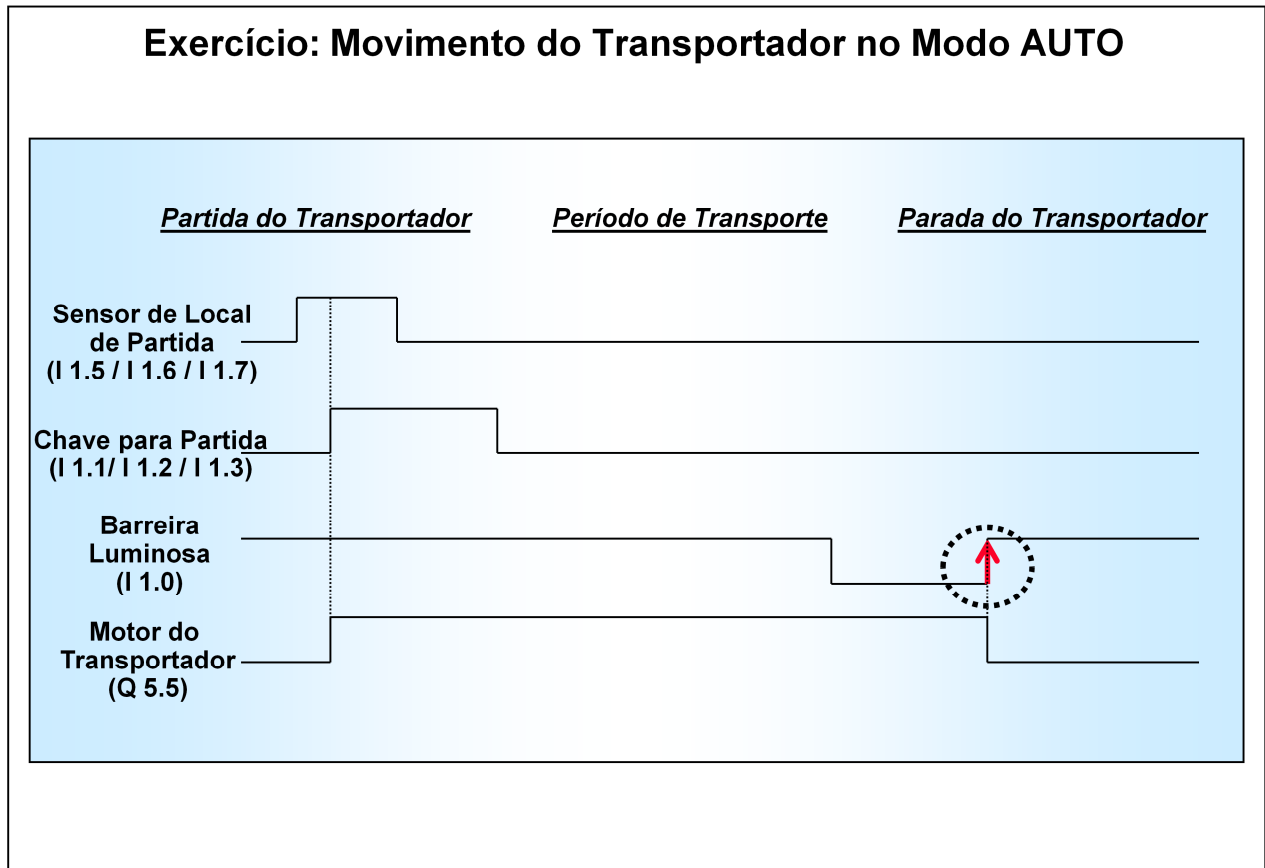 Exercício: Movimento do Transportador no Modo AUTO
Partida do Transportador
Período de Transporte
Parada do Transportador
Sensor de Local
de Partida
(I 1.5 / I 1.6 / I 1.7)
Chave para Partida
(I 1.1/ I 1.2 / I 1.3)
Barreira
Luminosa
(I 1.0)
Motor do
Transportador
(Q 5.5)